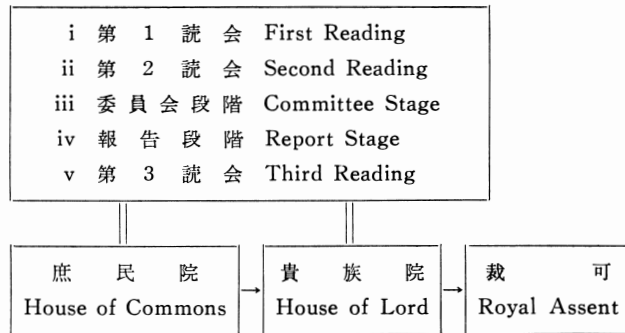 i 第1読会 First Reading
ii 第2読会 Second Reading
iii 委員会段階 Committee Stage
iv 報告段階 Report Stage
v 第3読会 Third Reading
庶民院 → 貴族院 → 裁可
House of Commons House of Lord Royal Assent